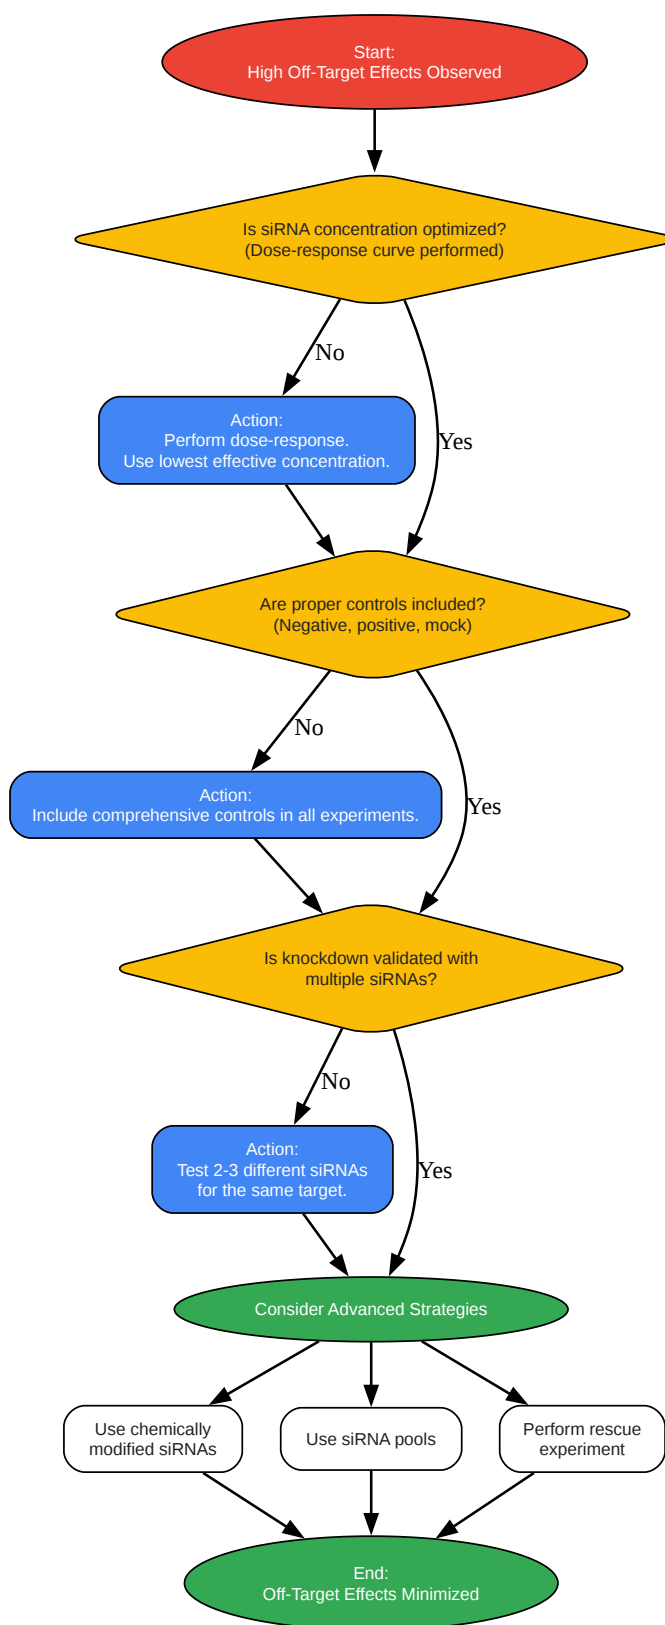 Start:
High Off-Target Effects Observed
Is siRNA concentration optimized?
(Dose-response curve performed)
No
Action:
Perform dose-response.
Use lowest effective concentration.
Yes
Are proper controls included?
(Negative, positive, mock)
No
Action:
Include comprehensive controls in all experiments.
Yes
Is knockdown validated with
multiple siRNAs?
No
Action:
Test 2-3 different siRNAs
for the same target.
Yes
Consider Advanced Strategies
Use chemically
modified siRNAs
Use siRNA pools
Perform rescue
experiment
End:
Off-Target Effects Minimized